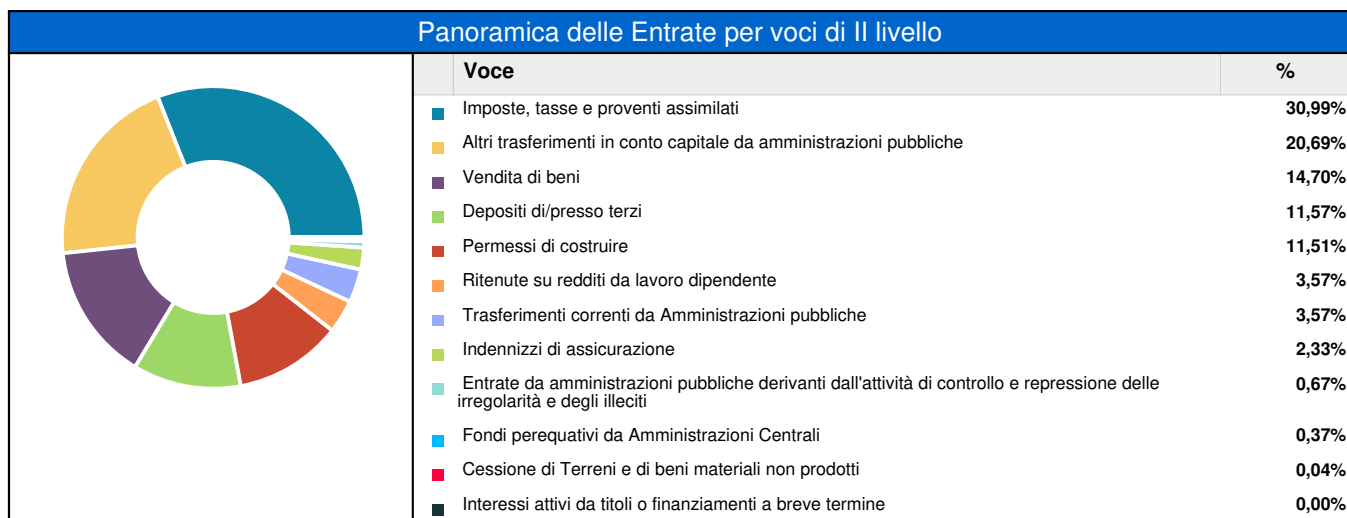 Panoramica delle Entrate per voci di II livello
Voce %
Imposte, tasse e proventi assimilati 30,99%
Altri trasferimenti in conto capitale da amministrazioni pubbliche 20,69%
Vendita di beni 14,70%
Depositi di/presso terzi 11,57%
Permessi di costruire 11,51%
Ritenute su redditi da lavoro dipendente 3,57%
Trasferimenti correnti da Amministrazioni pubbliche 3,57%
Indennizzi di assicurazione 2,33%
Entrate da amministrazioni pubbliche derivanti dall'attività di controllo e repressione delle 0,67%
irregolarità e degli illeciti
Fondi perequativi da Amministrazioni Centrali 0,37%
Cessione di Terreni e di beni materiali non prodotti 0,04%
Interessi attivi da titoli o finanziamenti a breve termine 0,00%